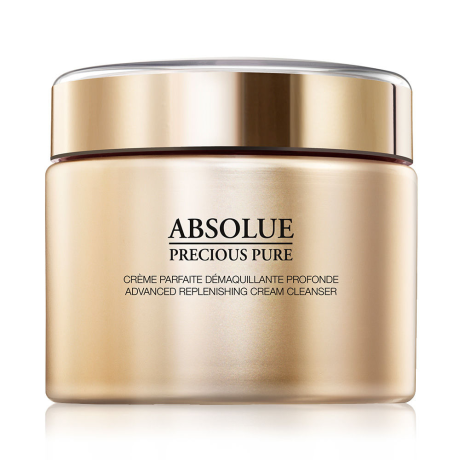 ABSOLUE
PRECIOUS PURE
CRÈME PARFAITE DÉMAQUILLANTE PROFONDE
ADVANCED REPLENISHING CREAM CLEANSER